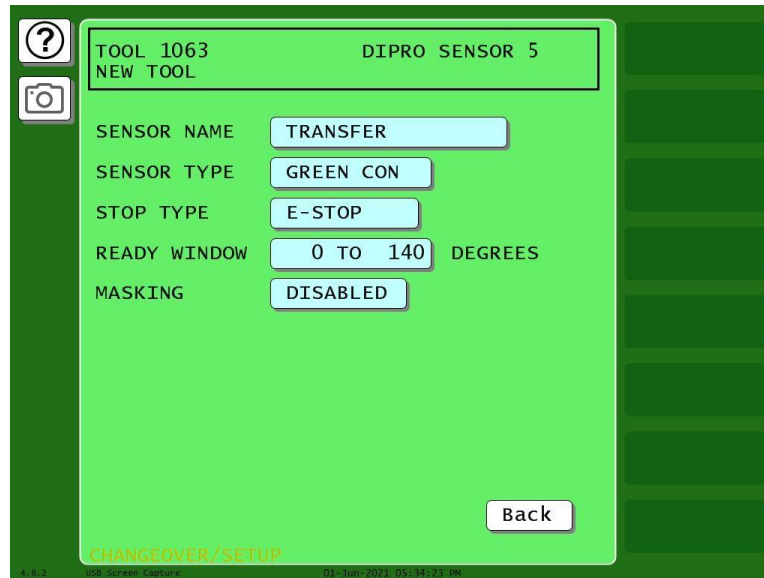 ?
TOOL 1063 DIPRO SENSOR 5
NEW TOOL
SENSOR NAME TRANSFER
SENSOR TYPE GREEN CON
STOP TYPE E-STOP
READY WINDOW 0 TO 140 DEGREES
MASKING DISABLED
Back
CHANGEOVER/SETUP
4.8.2 USB Screen Capture 01-Jun-2021 05:34:23 PM